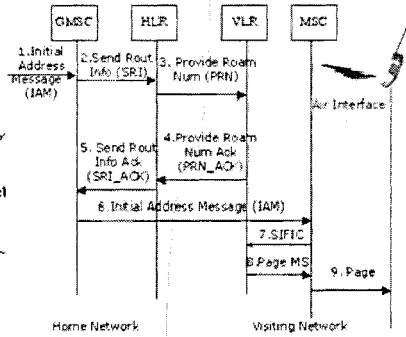 GMSC
HLR
VLR
MSC
1.Initial
Address
Message
(IAM)
2.Send Rout
Info (SRI)
3. Provide Roam
Num (PRN)
Air Interface
4.Provide Roam
Num Ack
(PRN_ACK)
5. Send Rout
Info Ack
(SRI_ACK)
6.Initial Address Message (IAM)
7.SIFIC
8.Page MS
9.Page
Home Network
Visiting Network